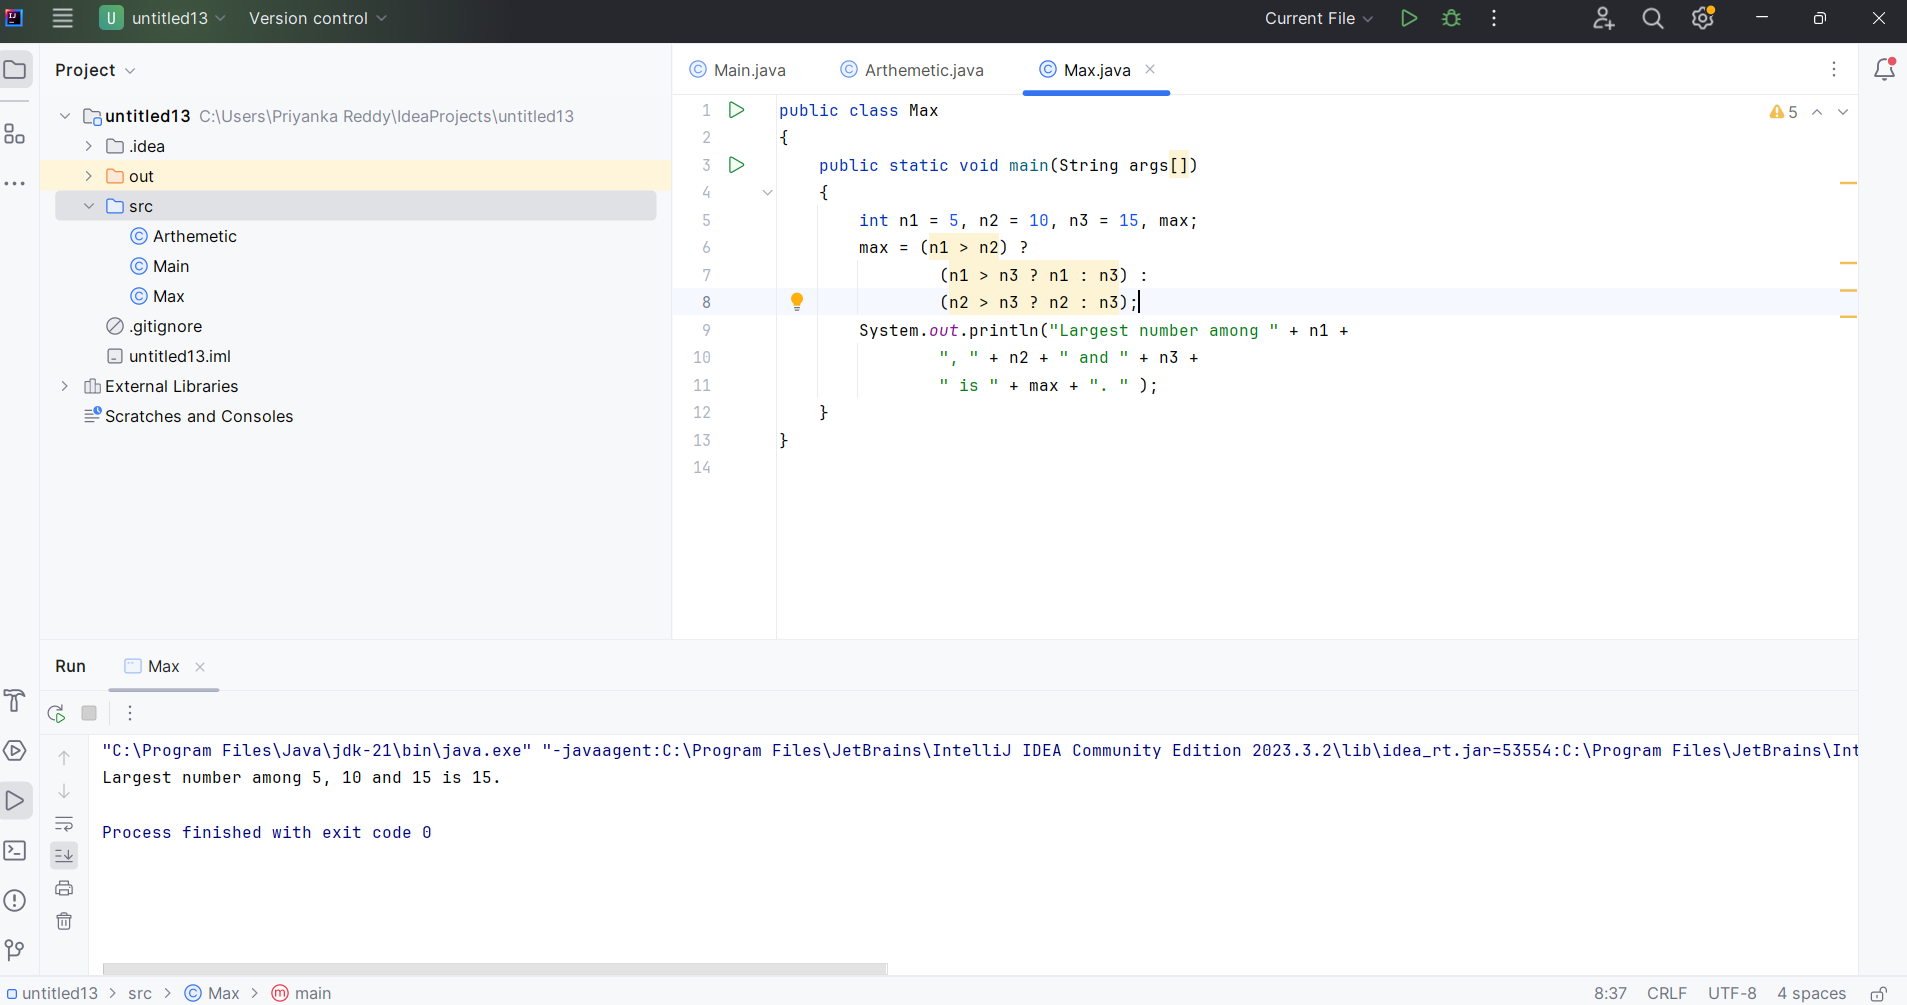 U untitled13 Version control Current File
Project
untitled13 C:\Users\Priyanka Reddy\IdeaProjects\untitled13
.idea
out
src
Arthemetic
Main
Max
.gitignore
untitled13.iml
External Libraries
Scratches and Consoles
Main.java Arthemetic.java Max.java
5
1 public class Max
2 {
3 public static void main(String args[])
4 {
5 int n1 = 5, n2 = 10, n3 = 15, max;
6 max = (n1 > n2) ?
7 (n1 > n3 ? n1 : n3) :
8 (n2 > n3 ? n2 : n3);
9 System.out.println("Largest number among " + n1 +
10 ", " + n2 + " and " + n3 +
11 " is " + max + ". " );
12 }
13 }
14
Run Max
"C:\Program Files\Java\jdk-21\bin\java.exe" "-javaagent:C:\Program Files\JetBrains\IntelliJ IDEA Community Edition 2023.3.2\lib\idea_rt.jar=53554:C:\Program Files\JetBrains\Int
Largest number among 5, 10 and 15 is 15.
Process finished with exit code 0
untitled13 > src > Max > main 8:37 CRLF UTF-8 4 spaces